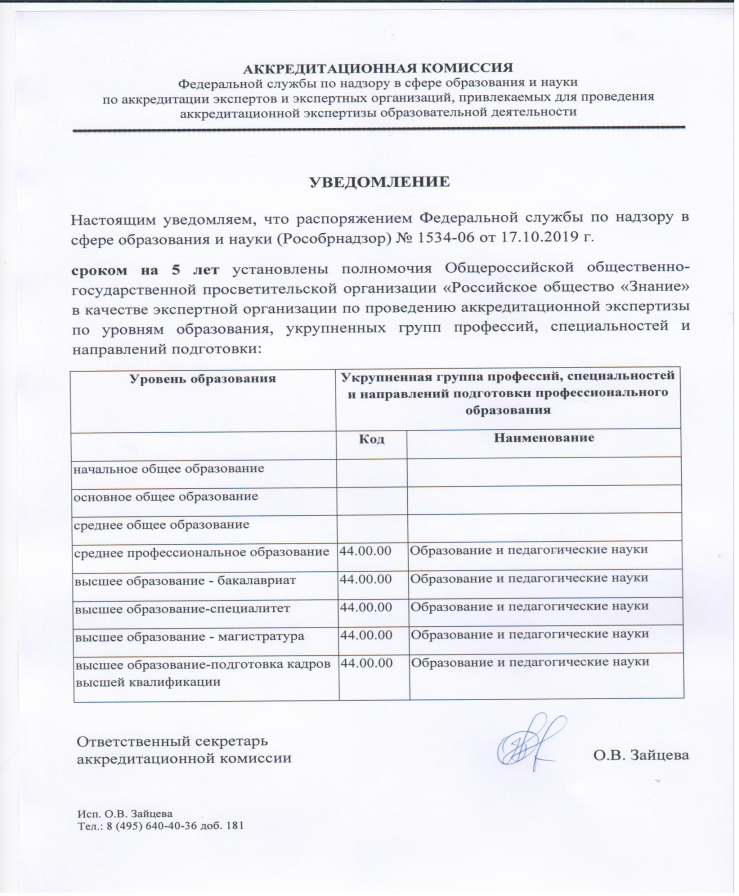 АККРЕДИТАЦИОННАЯ КОМИССИЯ
Федеральной службы по надзору в сфере образования и науки
по аккредитации экспертов и экспертных организаций, привлекаемых для проведения
аккредитационной экспертизы образовательной деятельности
УВЕДОМЛЕНИЕ
Настоящим уведомляем, что распоряжением Федеральной службы по надзору в
сфере образования и науки (Рособрнадзор) № 1534-06 от 17.10.2019 г.
сроком на 5 лет установлены полномочия Общероссийской общественно-
государственной просветительской организации «Российское общество «Знание»
в качестве экспертной организации по проведению аккредитационной экспертизы
по уровням образования, укрупненных групп профессий, специальностей и
направлений подготовки:
Уровень образования
Укрупненная группа профессий, специальностей
и направлений подготовки профессионального
образования
Код Наименование
начальное общее образование
основное общее образование
среднее общее образование
среднее профессиональное образование 44.00.00 Образование и педагогические науки
высшее образование - бакалавриат 44.00.00 Образование и педагогические науки
высшее образование-специалитет 44.00.00 Образование и педагогические науки
высшее образование - магистратура 44.00.00 Образование и педагогические науки
высшее образование-подготовка кадров 44.00.00 Образование и педагогические науки
высшей квалификации
Ответственный секретарь
аккредитационной комиссии О.В. Зайцева
Исп. О.В. Зайцева
Тел.: 8 (495) 640-40-36 доб. 181